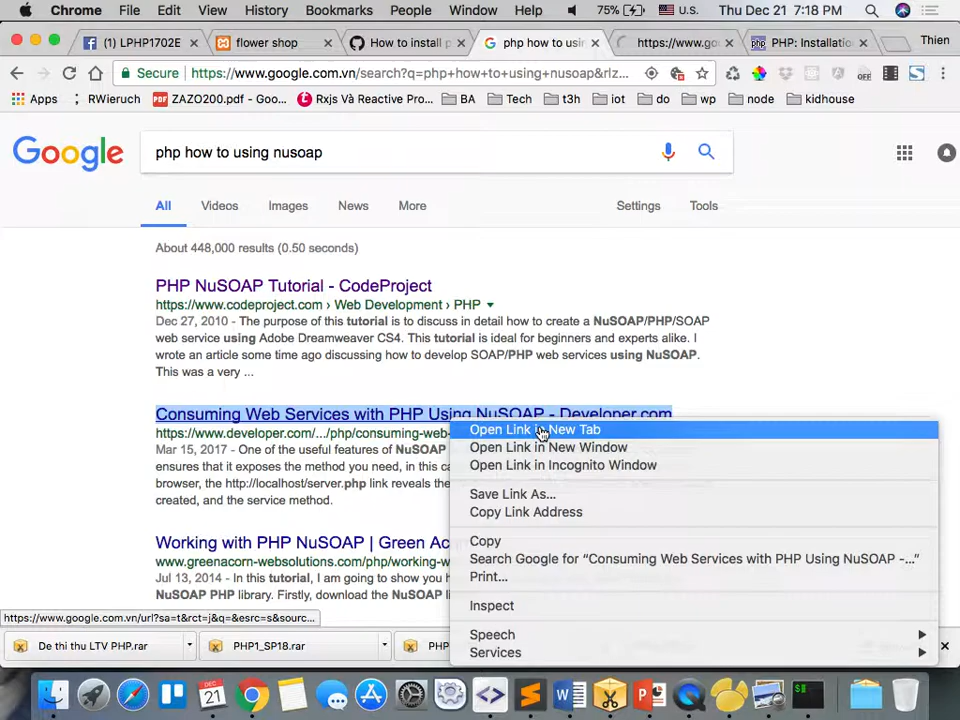 Chrome File Edit View History Bookmarks People Window Help 75% U.S. Thu Dec 21 7:18 PM
(1) LPHP1702E flower shop How to install p php how to usin https://www.go PHP: Installatio Thien
Secure https://www.google.com.vn/search?q=php+how+to+using+nusoap&rlz... OFF
Apps RWieruch ZAZO200.pdf - Goo... Rxjs Và Reactive Pro... BA Tech t3h iot do wp node kidhouse
Google php how to using nusoap
All Videos Images News More Settings Tools
About 448,000 results (0.50 seconds)
PHP NuSOAP Tutorial - CodeProject
https://www.codeproject.com › Web Development › PHP
Dec 27, 2010 - The purpose of this tutorial is to discuss in detail how to create a NuSOAP/PHP/SOAP
web service using Adobe Dreamweaver CS4. This tutorial is ideal for beginners and experts alike. I
wrote an article some time ago discussing how to develop SOAP/PHP web services using NuSOAP.
This was a very ...
Consuming Web Services with PHP Using NuSOAP - Developer.com
https://www.developer.com/.../php/consuming-web-
Mar 15, 2017 - One of the useful features of
ensures that it exposes the method you need, in this ca
browser, the http://localhost/server.php link reveals the
created, and the service method.
Open Link in New Tab
Open Link in New Window
Open Link in Incognito Window
Save Link As...
Copy Link Address
Copy
Search Google for “Consuming Web Services with PHP Using NuSOAP -...”
Print...
Inspect
Speech
Services
Working with PHP NuSOAP | Green Ac
www.greenacorn-websolutions.com/php/working-w
Jul 13, 2014 - In this tutorial, I am going to show you h
NuSOAP PHP library. Firstly, download the NuSOAP l
https://www.google.com.vn/url?sa=t&rct=j&q=&esrc=s&sourc...
De thi thu LTV PHP.rar PHP1_SP18.rar PHP
DEC
21